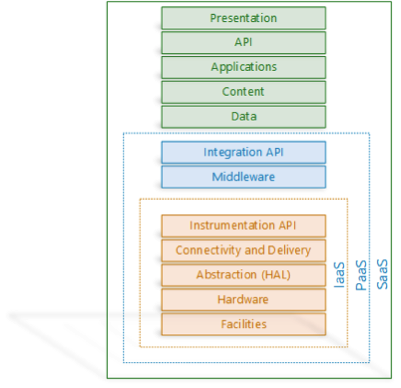 Presentation
API
Applications
Content
Data
Integration API
Middleware
Instrumentation API
Connectivity and Delivery
Abstraction (HAL)
Hardware
Facilities
IaaS
PaaS
SaaS